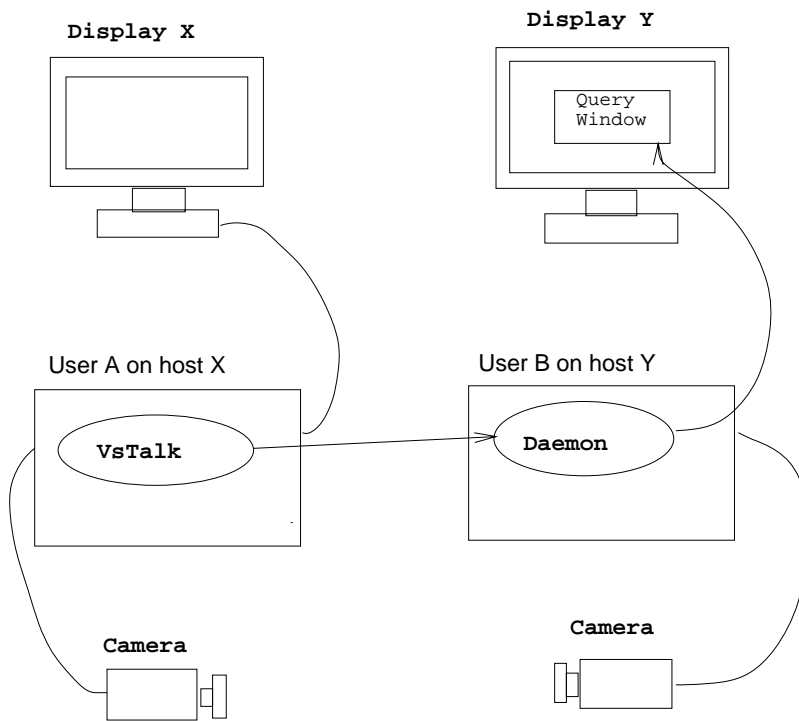 Display X
Display Y
Query
Window
User A on host X
User B on host Y
VsTalk
Daemon
Camera
Camera